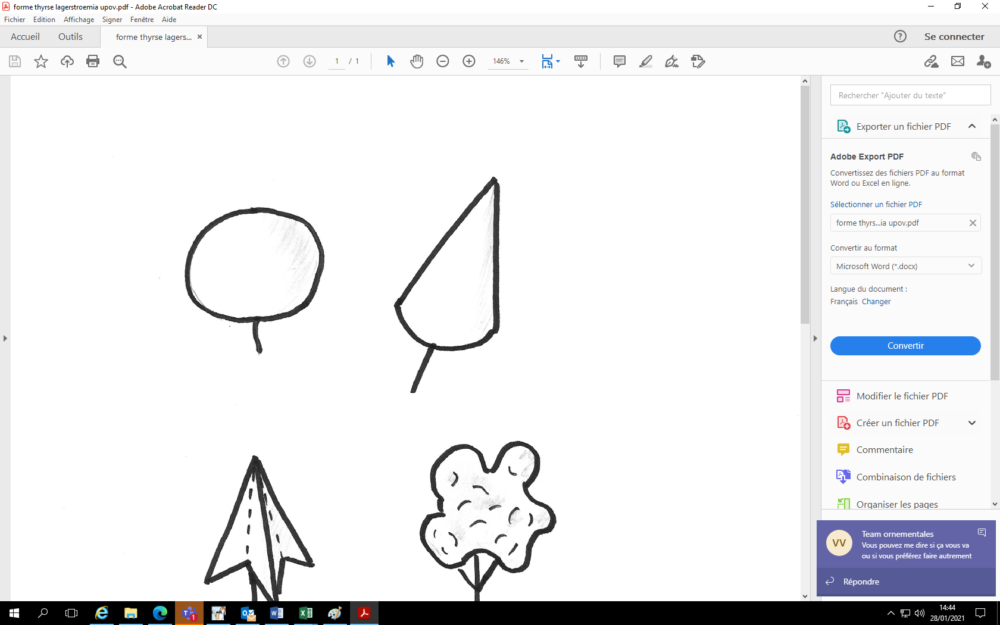 forme thyrse lagerstroemia upov.pdf - Adobe Acrobat Reader DC
Fichier Edition Affichage Signer Fenêtre Aide
Accueil Outils forme thyrse lagers... × ? Se connecter
1 / 1 146%
Rechercher "Ajouter du texte"
Exporter un fichier PDF
Adobe Export PDF
Convertissez des fichiers PDF au format
Word ou Excel en ligne.
Sélectionner un fichier PDF
forme thyrs...ia upov.pdf
Convertir au format
Microsoft Word (*.docx)
Langue du document :
Français Changer
Convertir
Modifier le fichier PDF
Créer un fichier PDF
Commentaire
Combinaison de fichiers
Organiser les pages
VV
Team ornementales
Vous pouvez me dire si ça vous va
ou si vous préférez faire autrement
Répondre
1
14:44
28/01/2021